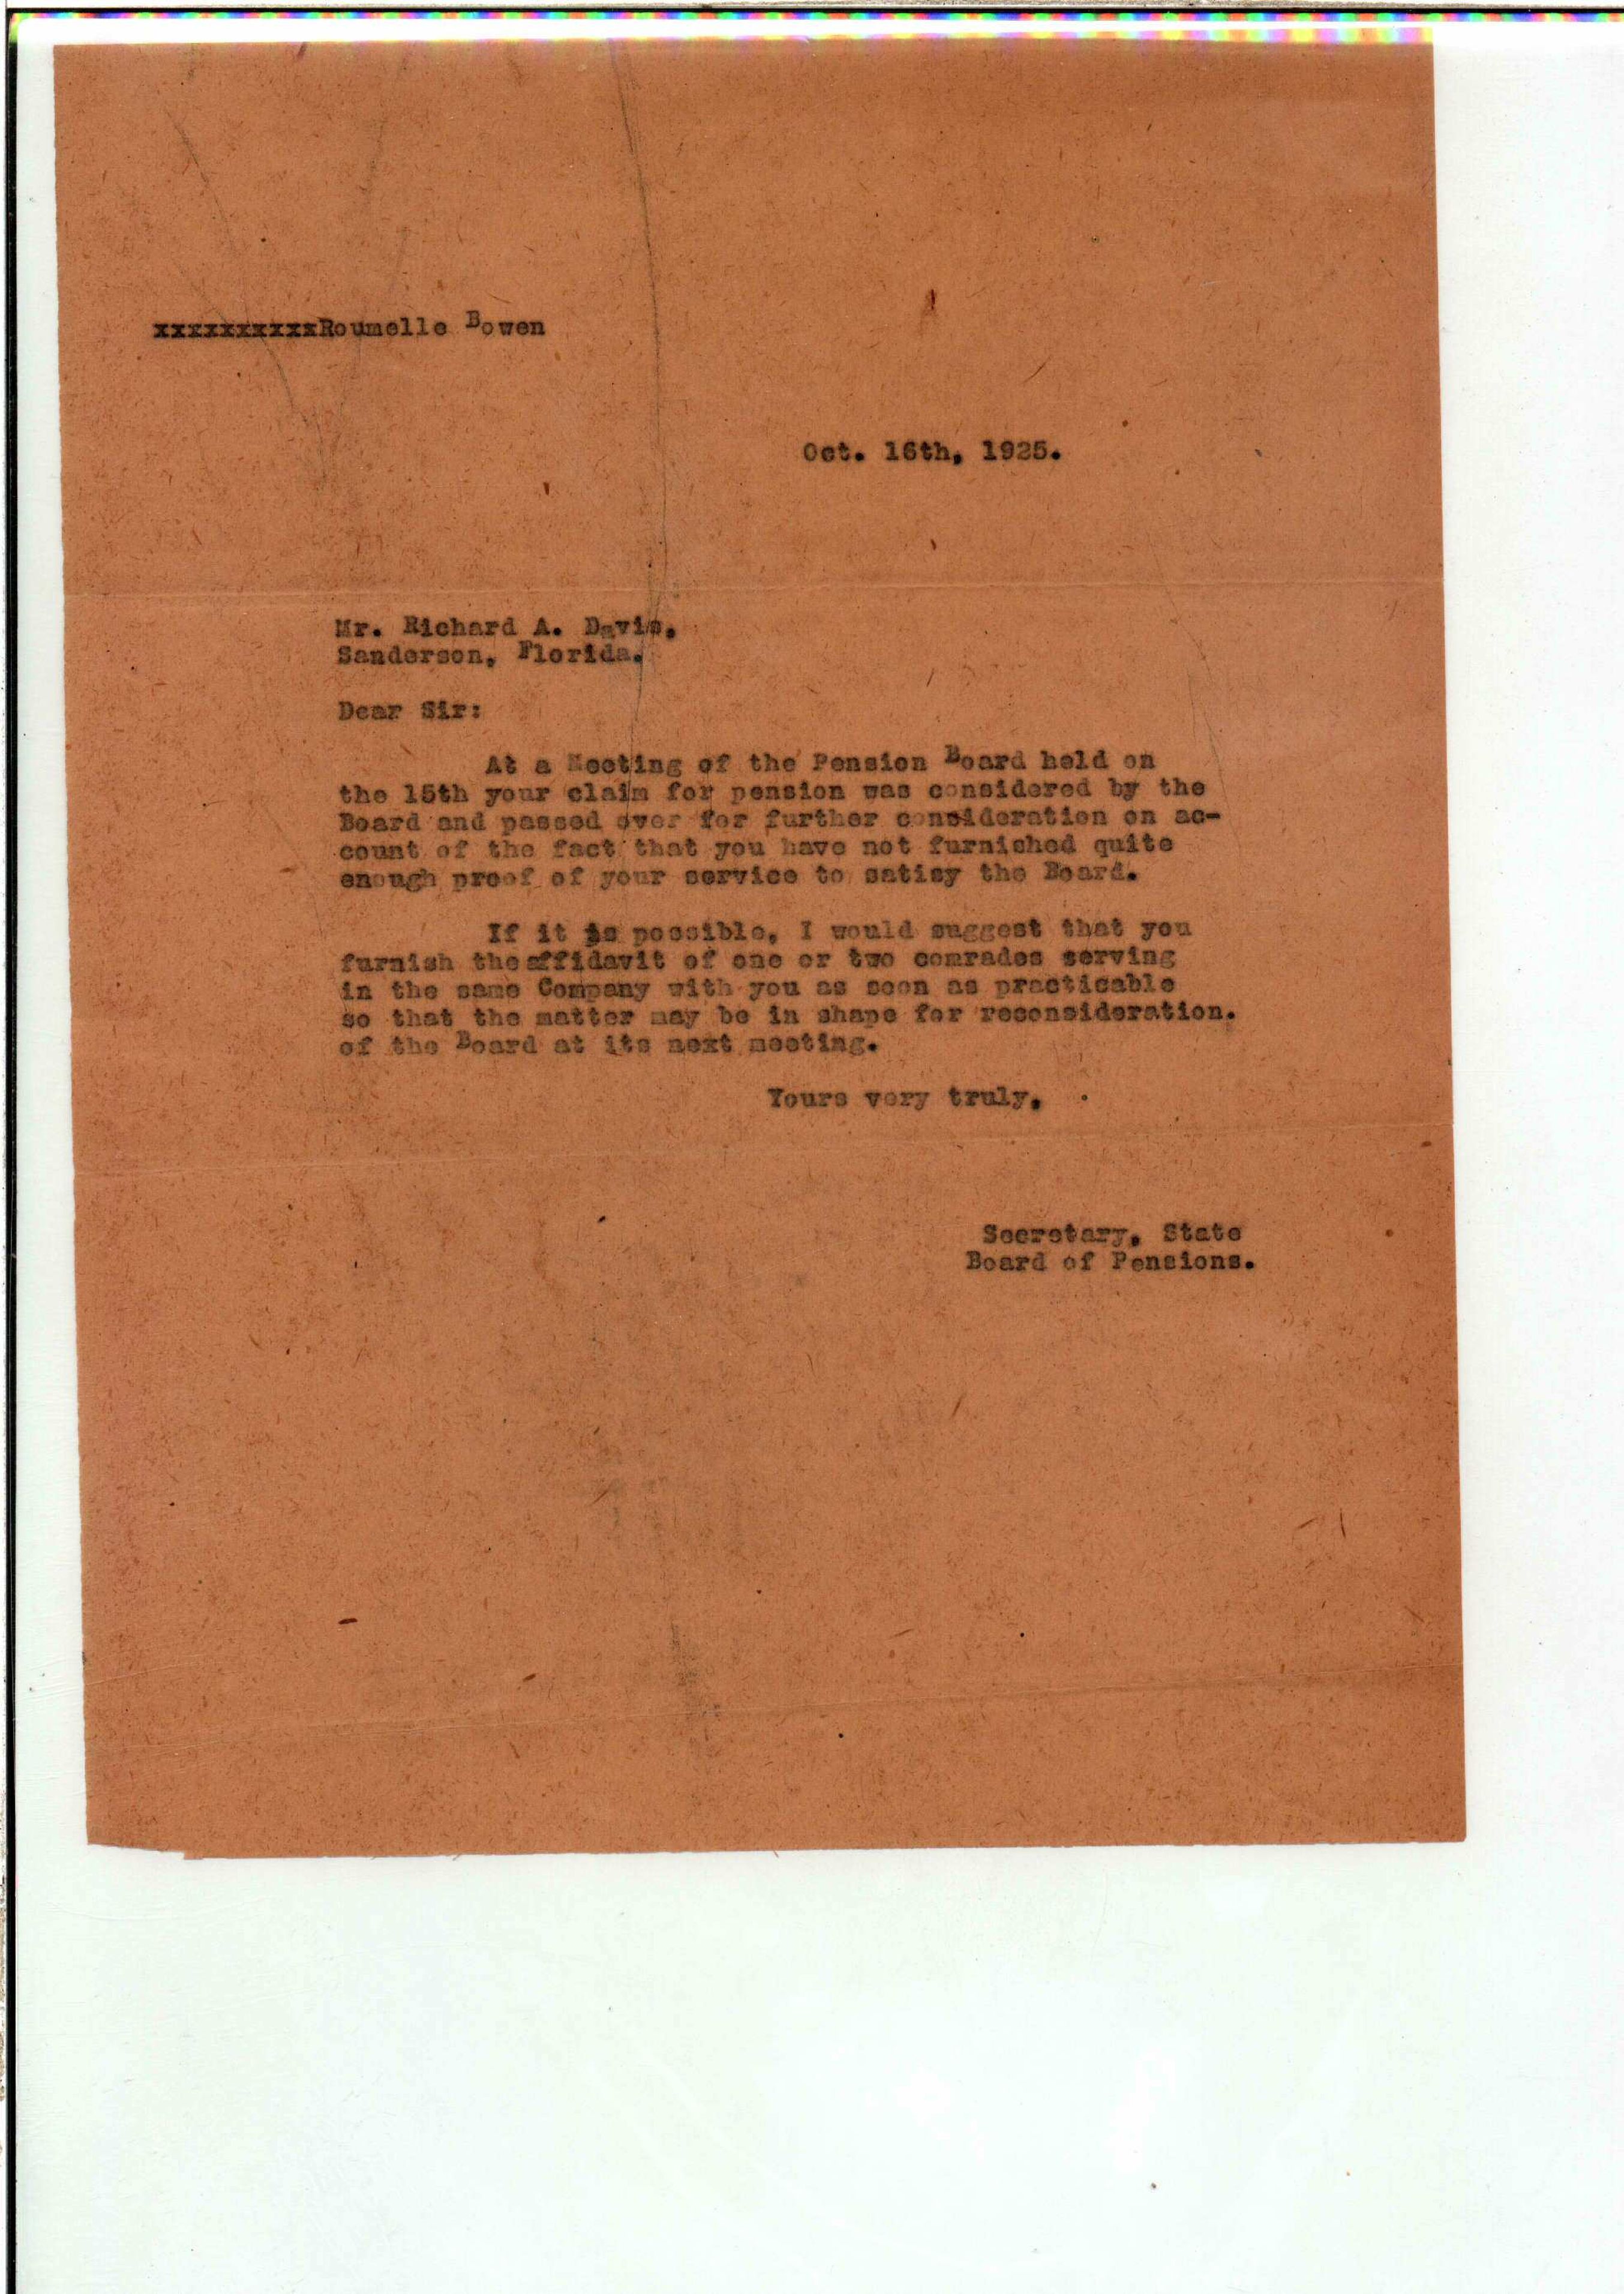 xxxxxxxxxxRoumelle Bowen
Oct. 16th, 1925.
Mr. Richard A. Davis,
Sanderson, Florida.
Dear Sir:
At a Meeting of the Pension Board held on
the 15th your claim for pension was considered by the
Board and passed over for further consideration on ac-
count of the fact that you have not furnished quite
enough proof of your service to satisy the Board.
If it is possible, I would suggest that you
furnish theaffidavit of one or two comrades serving
in the same Company with you as soon as practicable
so that the matter may be in shape for reconsideration.
of the Board at its next meeting.
Yours very truly,
Secretary, State
Board of Pensions.